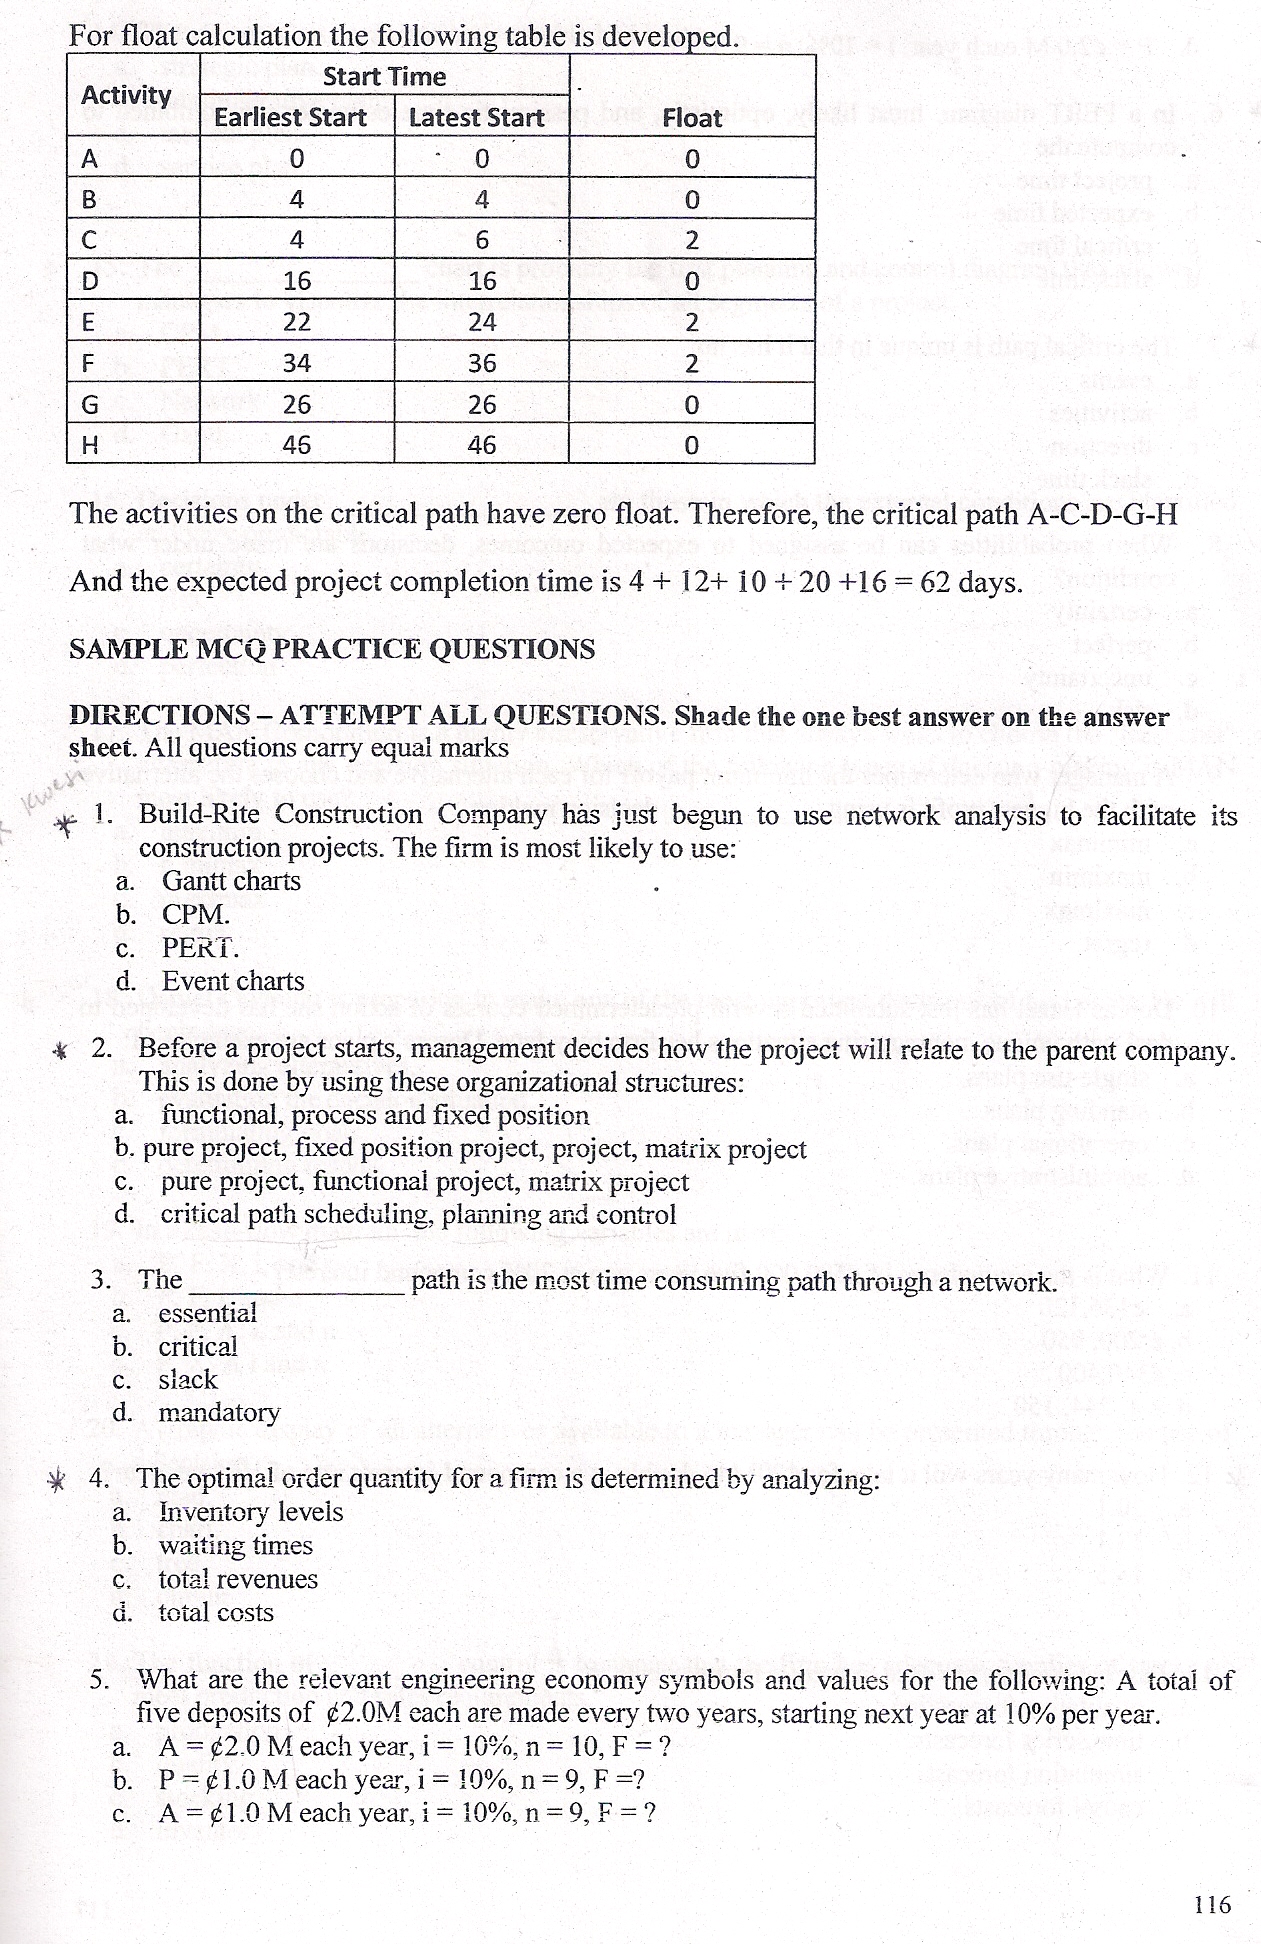 For float calculation the following table is developed.
Activity Start Time Float
Earliest Start Latest Start
A 0 0 0
B 4 4 0
C 4 6 2
D 16 16 0
E 22 24 2
F 34 36 2
G 26 26 0
H 46 46 0
The activities on the critical path have zero float. Therefore, the critical path A-C-D-G-H
And the expected project completion time is 4 + 12+ 10 + 20 +16 = 62 days.
SAMPLE MCQ PRACTICE QUESTIONS
DIRECTIONS – ATTEMPT ALL QUESTIONS. Shade the one best answer on the answer
sheet. All questions carry equal marks
Kwesi
* 1. Build-Rite Construction Company has just begun to use network analysis to facilitate its
construction projects. The firm is most likely to use:
a. Gantt charts
b. CPM.
c. PERT.
d. Event charts
* 2. Before a project starts, management decides how the project will relate to the parent company.
This is done by using these organizational structures:
a. functional, process and fixed position
b. pure project, fixed position project, project, matrix project
c. pure project, functional project, matrix project
d. critical path scheduling, planning and control
3. The ________________ path is the most time consuming path through a network.
a. essential
b. critical
c. slack
d. mandatory
* 4. The optimal order quantity for a firm is determined by analyzing:
a. Inventory levels
b. waiting times
c. total revenues
d. total costs
5. What are the relevant engineering economy symbols and values for the following: A total of
five deposits of ¢2.0M each are made every two years, starting next year at 10% per year.
a. A = ¢2.0 M each year, i = 10%, n = 10, F = ?
b. P = ¢1.0 M each year, i = 10%, n = 9, F =?
c. A = ¢1.0 M each year, i = 10%, n = 9, F = ?
116